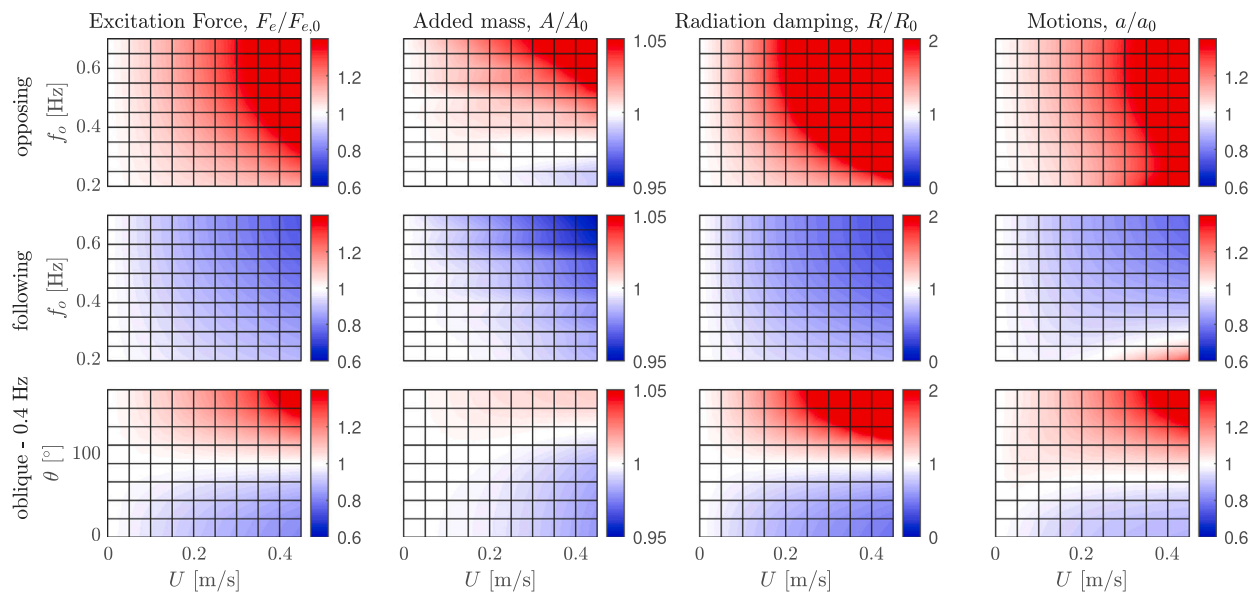 Excitation Force, F_e/F_{e,0}
Added mass, A/A_0
Radiation damping, R/R_0
Motions, a/a_0
opposing
f_o [Hz]
0.6
0.4
0.2
1.2
1
0.8
0.6
1.05
1
0.95
2
1
0
1.2
1
0.8
0.6
following
f_o [Hz]
0.6
0.4
0.2
1.2
1
0.8
0.6
1.05
1
0.95
2
1
0
1.2
1
0.8
0.6
oblique - 0.4 Hz
θ [°]
100
0
1.2
1
0.8
0.6
1.05
1
0.95
2
1
0
1.2
1
0.8
0.6
0 0.2 0.4
0 0.2 0.4
0 0.2 0.4
0 0.2 0.4
U [m/s]
U [m/s]
U [m/s]
U [m/s]